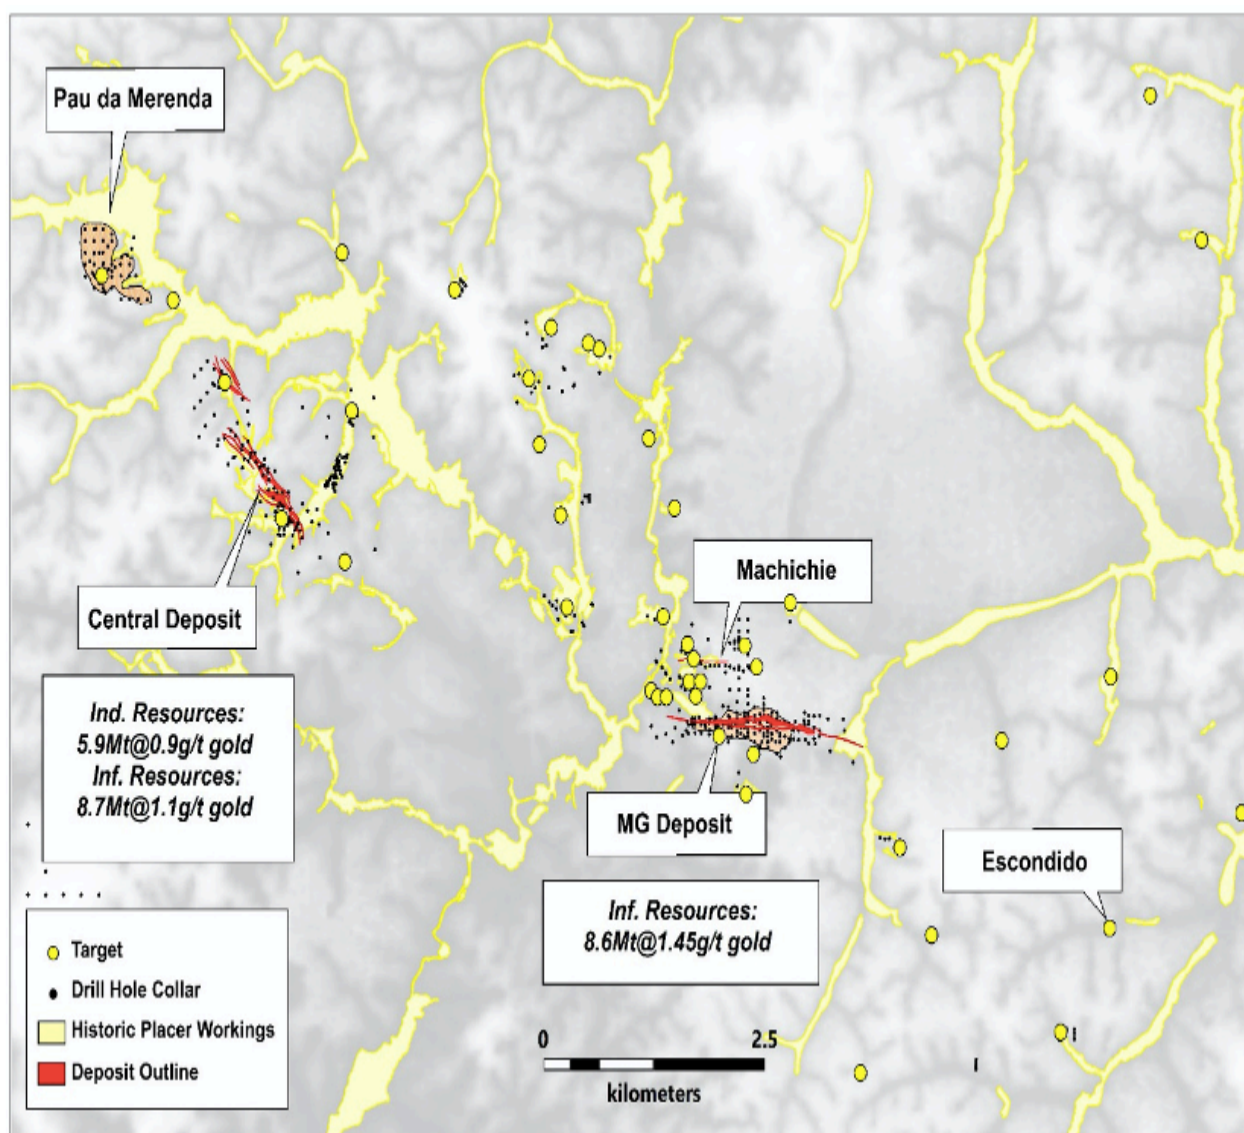 Pau da Merenda
Machichie
Central Deposit
Ind. Resources:
5.9Mt@0.9g/t gold
Inf. Resources:
8.7Mt@1.1g/t gold
MG Deposit
Escondido
Inf. Resources:
8.6Mt@1.45g/t gold
Target
Drill Hole Collar
Historic Placer Workings
Deposit Outline
0 2.5
kilometers